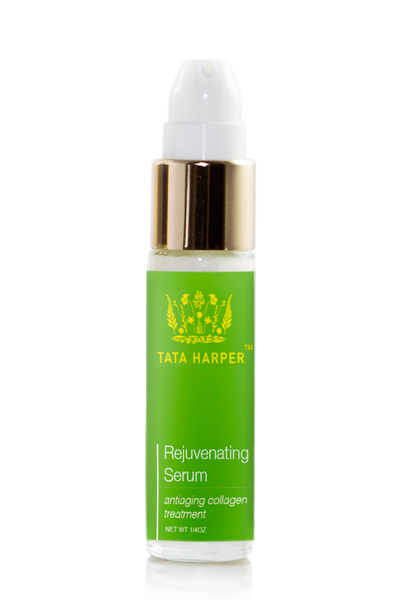 TATA HARPER™
Rejuvenating
Serum
antiaging collagen
treatment
NET WT 1/4OZ